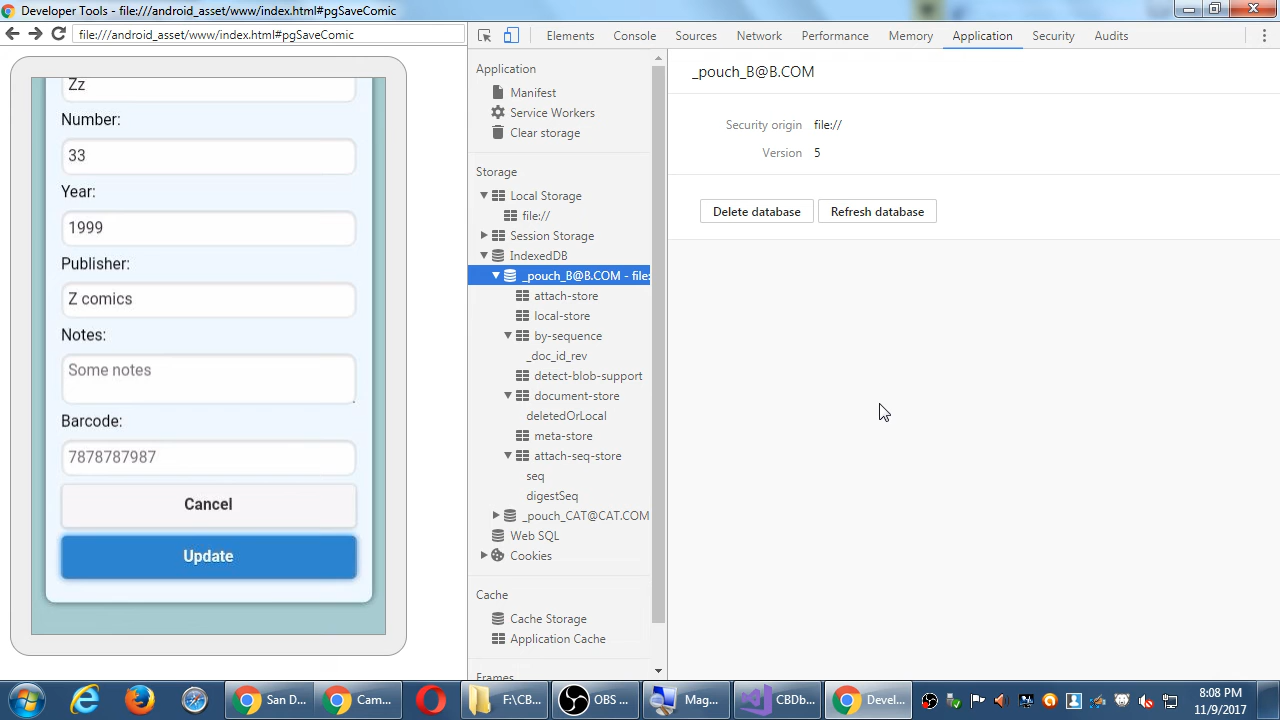 Developer Tools - file:///android_asset/www/index.html#pgSaveComic
file:///android_asset/www/index.html#pgSaveComic
Elements Console Sources Network Performance Memory Application Security Audits
Zz
Number:
33
Year:
1999
Publisher:
Z comics
Notes:
Some notes
Barcode:
7878787987
Cancel
Update
Application
Manifest
Service Workers
Clear storage
Storage
Local Storage
file://
Session Storage
IndexedDB
_pouch_B@B.COM - file:
attach-store
local-store
by-sequence
_doc_id_rev
detect-blob-support
document-store
deletedOrLocal
meta-store
attach-seq-store
seq
digestSeq
_pouch_CAT@CAT.COM
Web SQL
Cookies
Cache
Cache Storage
Application Cache
Frames
_pouch_B@B.COM
Security origin file://
Version 5
Delete database Refresh database
San D... Cam... F:\CB... OBS ... Mag... CBDb... Devel...
8:08 PM
11/9/2017